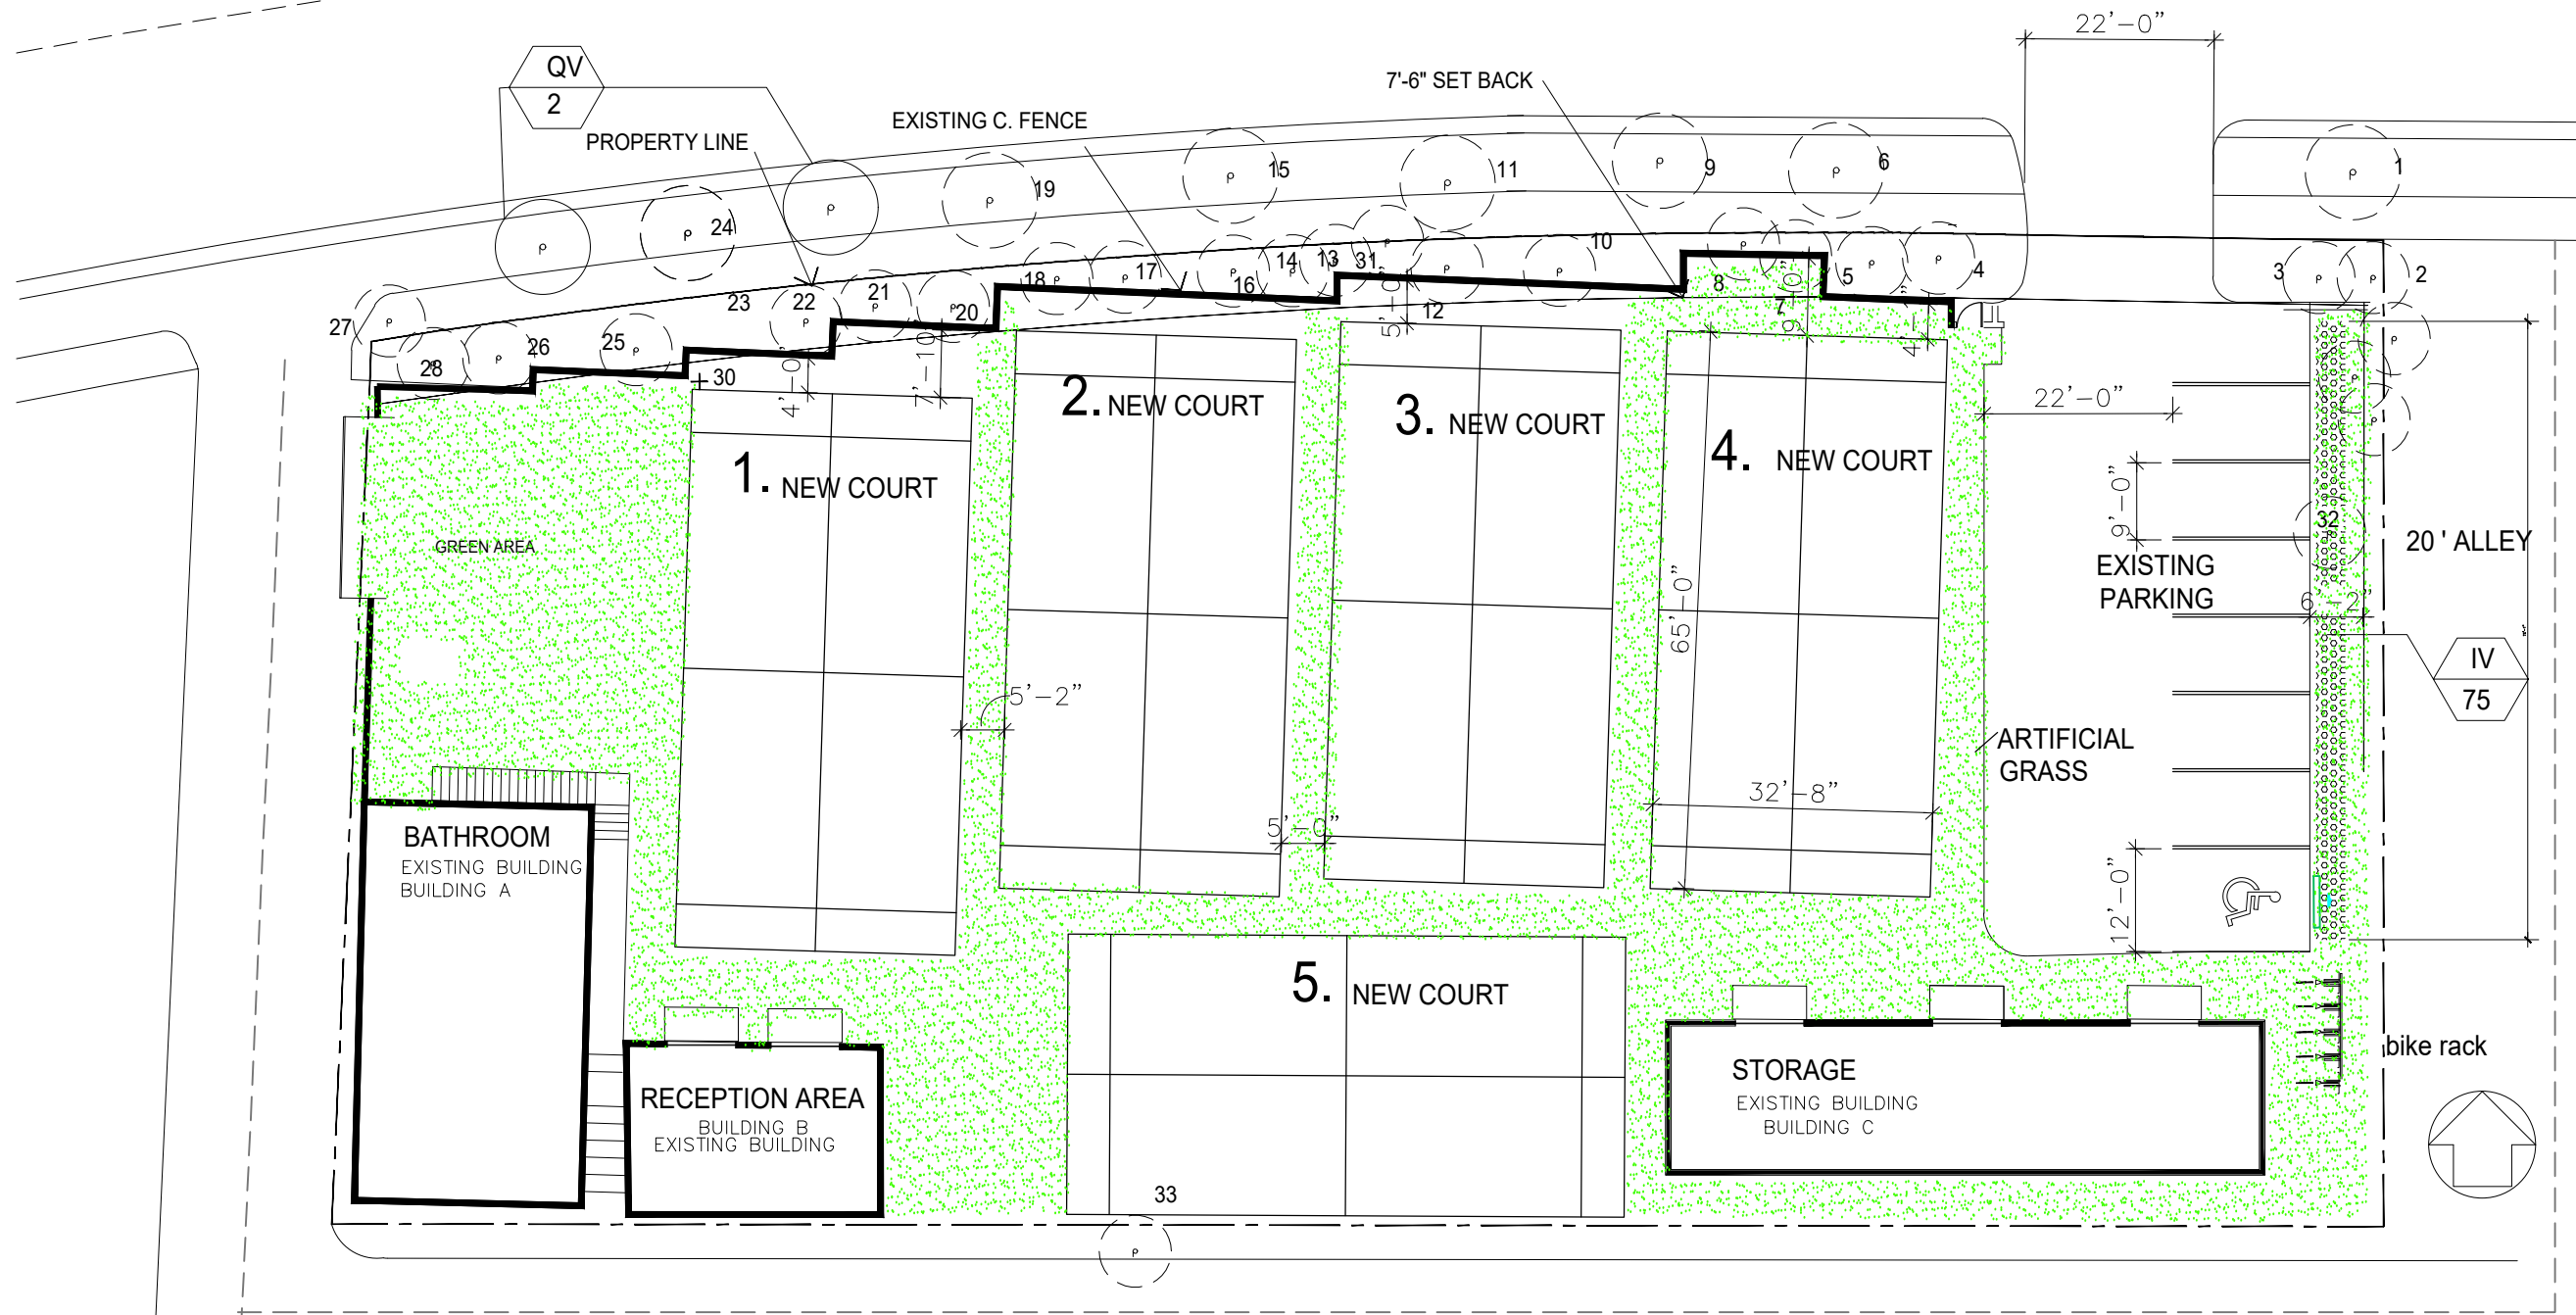 22'-0"
QV
2
7'-6" SET BACK
EXISTING C. FENCE
PROPERTY LINE
15
11
9
6
1
19
24
10
14
13
31
17
18
16
8
7
5
4
3
2
23
22
21
20
12
27
28
26
25
30
4'-0
7'-10
5'-0"
9'-0"
4'-
1. NEW COURT
2. NEW COURT
3. NEW COURT
4. NEW COURT
22'-0"
9'-0"
32
20 ' ALLEY
EXISTING
PARKING
6'-2"
GREEN AREA
65'-0"
IV
75
5'-2"
ARTIFICIAL
GRASS
32'-8"
5'-0"
12'-0"
BATHROOM
EXISTING BUILDING
BUILDING A
5. NEW COURT
RECEPTION AREA
BUILDING B
EXISTING BUILDING
STORAGE
EXISTING BUILDING
BUILDING C
bike rack
33